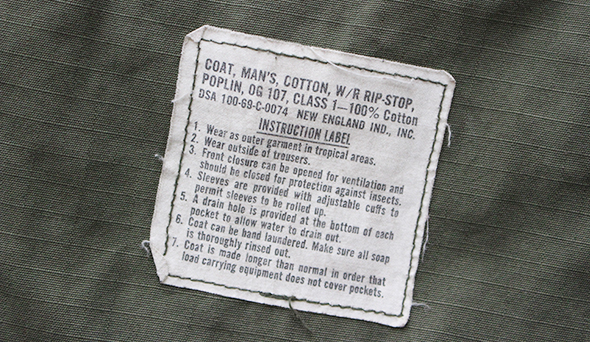 COAT, MAN'S, COTTON, W/R RIP-STOP,
POPLIN, OG 107, CLASS 1—100% Cotton
DSA 100-69-C-0074 NEW ENGLAND IND., INC.
INSTRUCTION LABEL
1. Wear as outer garment in tropical areas.
2. Wear outside of trousers.
3. Front closure can be opened for ventilation and
should be closed for protection against insects.
4. Sleeves are provided with adjustable cuffs to
permit sleeves to be rolled up.
5. A drain hole is provided at the bottom of each
pocket to allow water to drain out.
6. Coat can be band laundered. Make sure all soap
is thoroughly rinsed out.
7. Coat is made longer than normal in order that
load carrying equipment does not cover pockets.